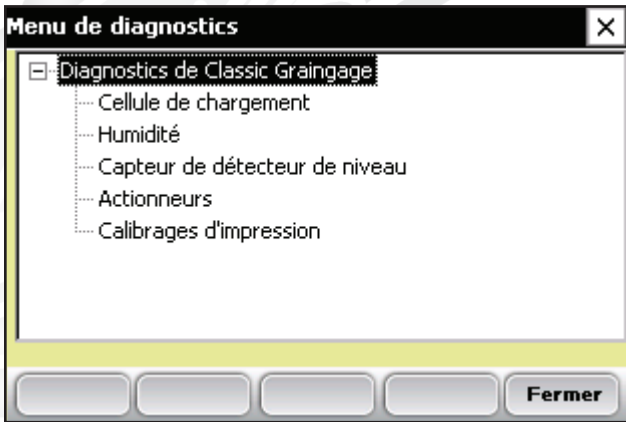 Menu de diagnostics
Diagnostics de Classic Graingage
Cellule de chargement
Humidité
Capteur de détecteur de niveau
Actionneurs
Calibrages d'impression
Fermer